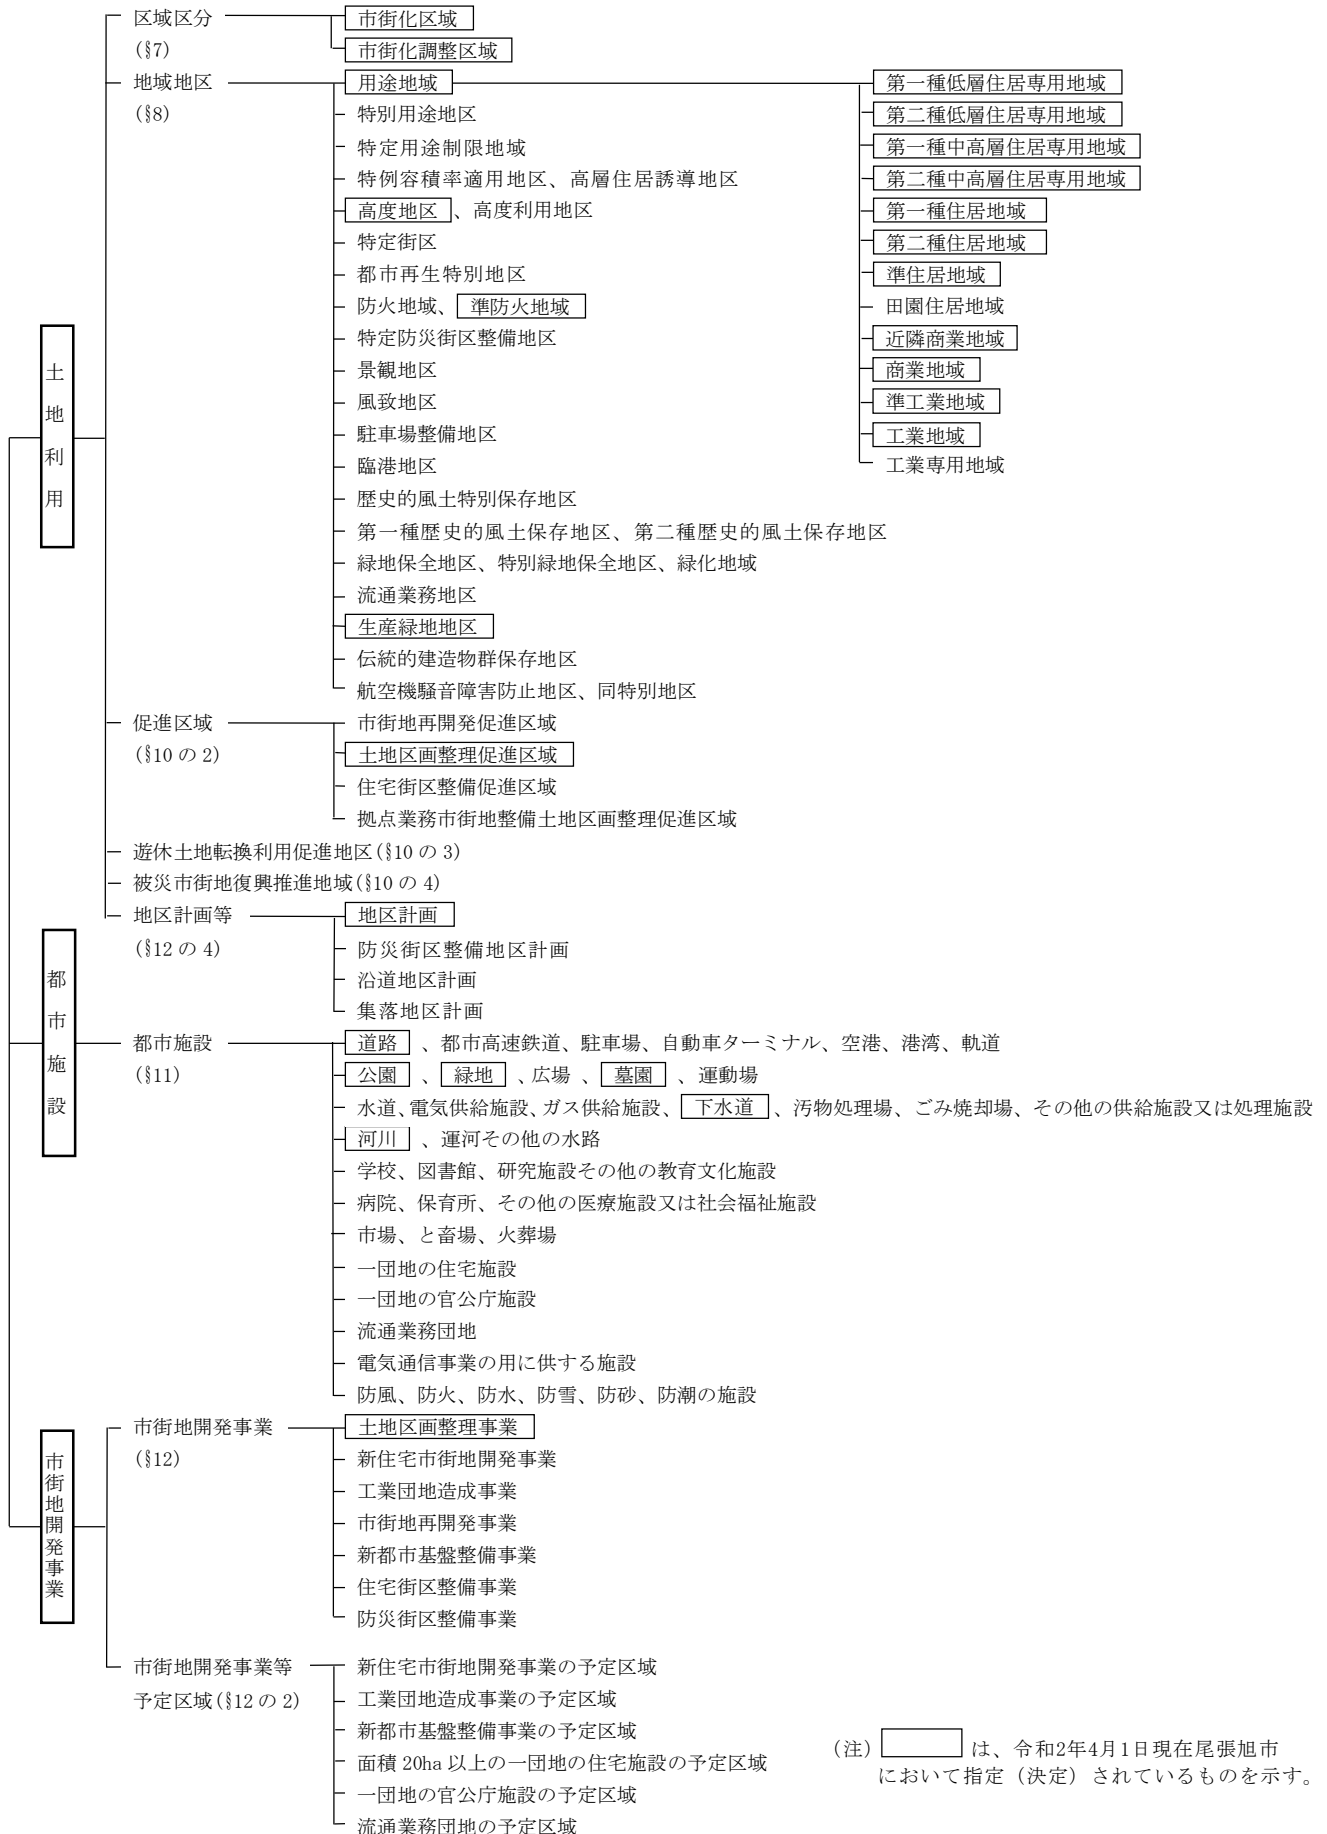 土地利用
区域区分
(§7)
市街化区域
市街化調整区域
地域地区
(§8)
用途地域
特別用途地区
特定用途制限地域
特例容積率適用地区、高層住居誘導地区
高度地区、高度利用地区
特定街区
都市再生特別地区
防火地域、準防火地域
特定防災街区整備地区
景観地区
風致地区
駐車場整備地区
臨港地区
歴史的風土特別保存地区
第一種歴史的風土保存地区、第二種歴史的風土保存地区
緑地保全地区、特別緑地保全地区、緑化地域
流通業務地区
生産緑地地区
伝統的建造物群保存地区
航空機騒音障害防止地区、同特別地区
第一種低層住居専用地域
第二種低層住居専用地域
第一種中高層住居専用地域
第二種中高層住居専用地域
第一種住居地域
第二種住居地域
準住居地域
田園住居地域
近隣商業地域
商業地域
準工業地域
工業地域
工業専用地域
促進区域
(§10 の 2)
市街地再開発促進区域
土地区画整理促進区域
住宅街区整備促進区域
拠点業務市街地整備土地区画整理促進区域
遊休土地転換利用促進地区(§10 の 3)
被災市街地復興推進地域(§10 の 4)
地区計画等
(§12 の 4)
地区計画
防災街区整備地区計画
沿道地区計画
集落地区計画
都市施設
都市施設
(§11)
道路、都市高速鉄道、駐車場、自動車ターミナル、空港、港湾、軌道
公園、緑地、広場、墓園、運動場
水道、電気供給施設、ガス供給施設、下水道、汚物処理場、ごみ焼却場、その他の供給施設又は処理施設
河川、運河その他の水路
学校、図書館、研究施設その他の教育文化施設
病院、保育所、その他の医療施設又は社会福祉施設
市場、と畜場、火葬場
一団地の住宅施設
一団地の官公庁施設
流通業務団地
電気通信事業の用に供する施設
防風、防火、防水、防雪、防砂、防潮の施設
市街地開発事業
市街地開発事業
(§12)
土地区画整理事業
新住宅市街地開発事業
工業団地造成事業
市街地再開発事業
新都市基盤整備事業
住宅街区整備事業
防災街区整備事業
市街地開発事業等
予定区域(§12 の 2)
新住宅市街地開発事業の予定区域
工業団地造成事業の予定区域
新都市基盤整備事業の予定区域
面積 20ha 以上の一団地の住宅施設の予定区域
一団地の官公庁施設の予定区域
流通業務団地の予定区域
(注) は、令和2年4月1日現在尾張旭市
において指定（決定）されているものを示す。